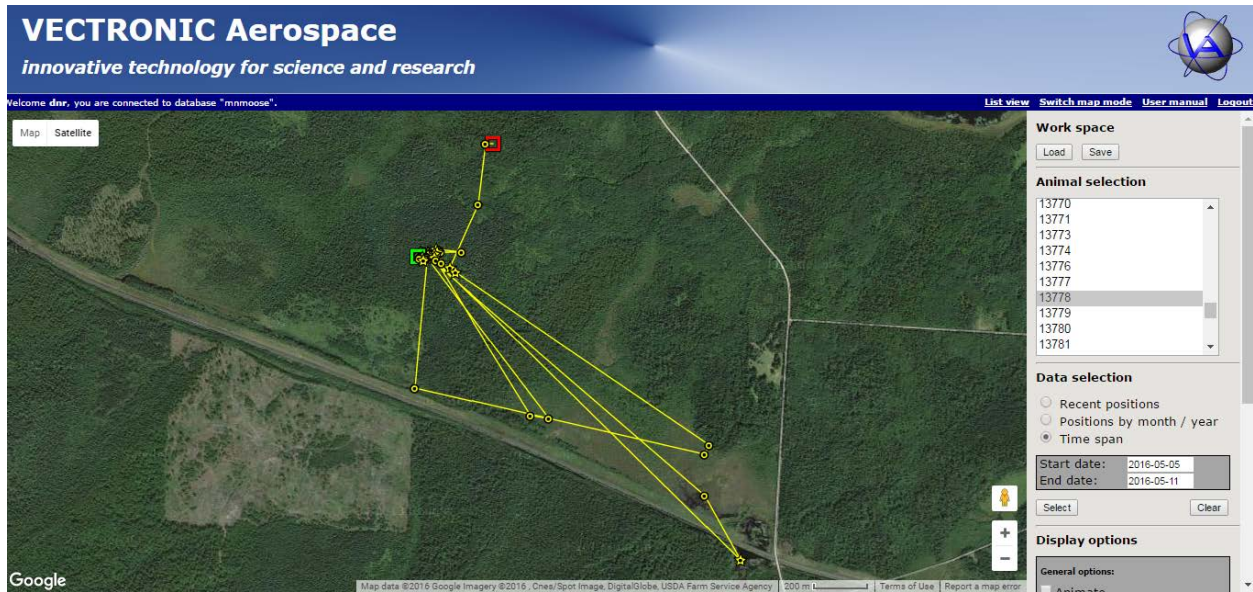 VECTRONIC Aerospace
innovative technology for science and research
Welcome dnr, you are connected to database "mnmoose".
List view Switch map mode User manual Logout
Map Satellite
Work space
Load Save
Animal selection
13770
13771
13773
13774
13776
13777
13778
13779
13780
13781
Data selection
Recent positions
Positions by month / year
Time span
Start date: 2016-05-05
End date: 2016-05-11
Select Clear
Display options
General options:
Animate
Google
Map data ©2016 Google Imagery ©2016 , Cnes/Spot Image, DigitalGlobe, USDA Farm Service Agency 200 m Terms of Use Report a map error
VA